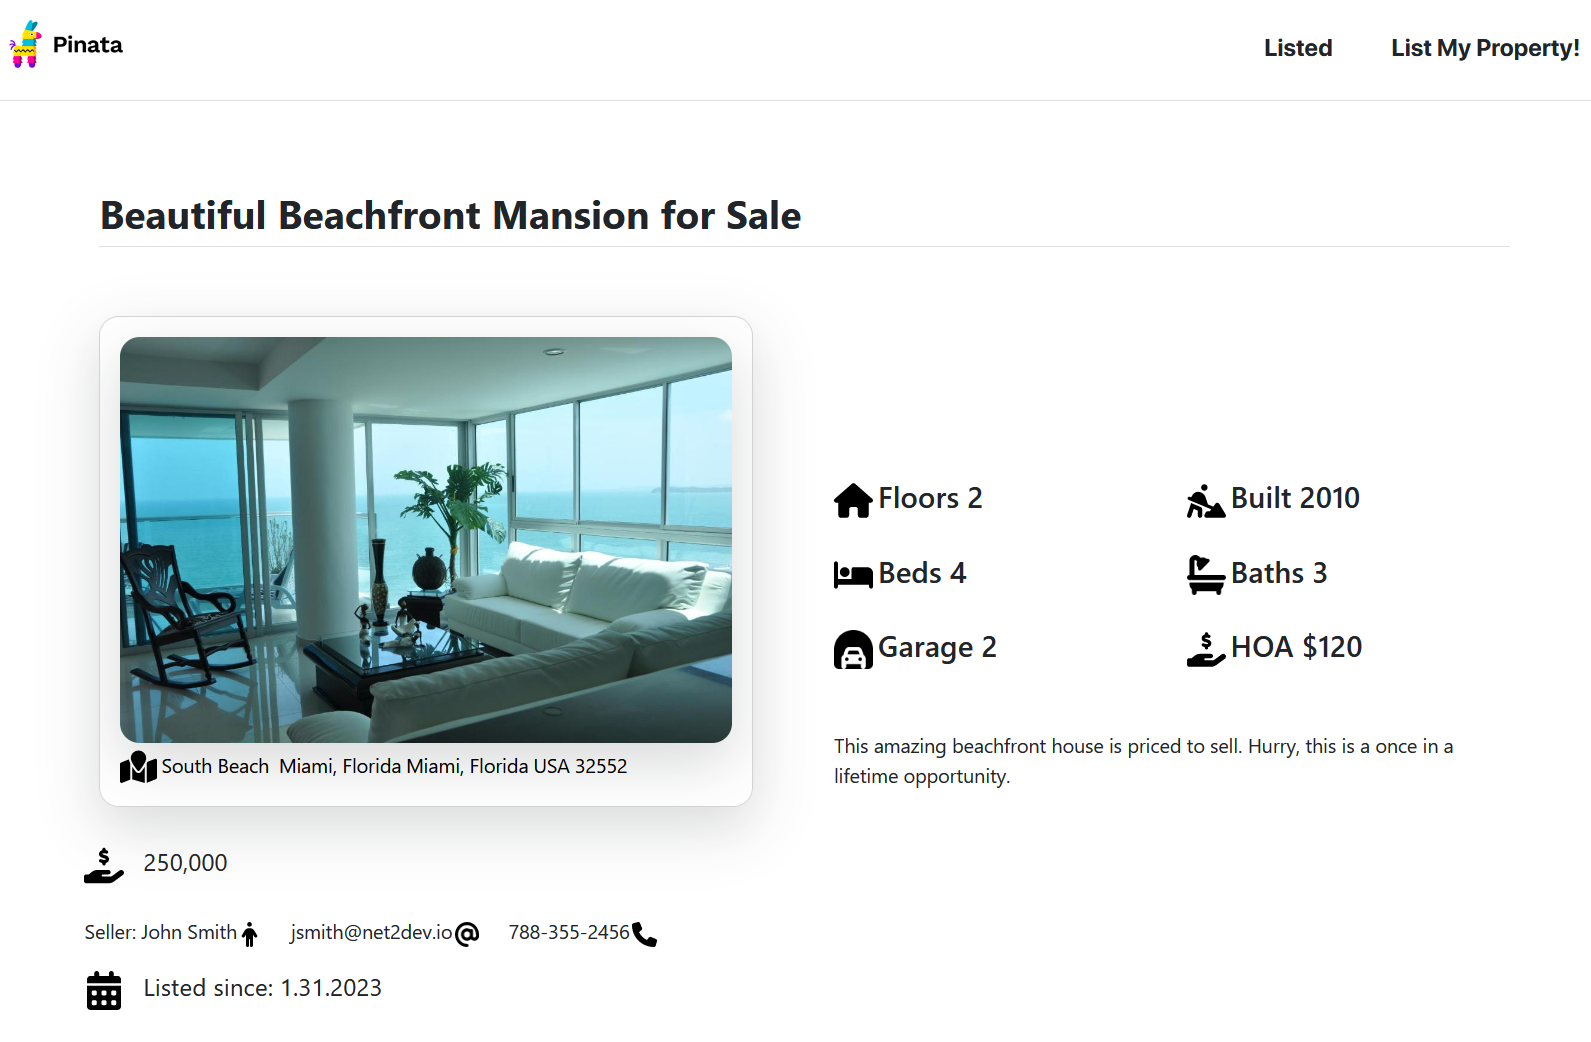 Pinata
Listed
List My Property!
Beautiful Beachfront Mansion for Sale
South Beach  Miami, Florida Miami, Florida USA 32552
Floors 2
Built 2010
Beds 4
Baths 3
Garage 2
HOA $120
This amazing beachfront house is priced to sell. Hurry, this is a once in a
lifetime opportunity.
250,000
Seller: John Smith
jsmith@net2dev.io
788-355-2456
Listed since: 1.31.2023